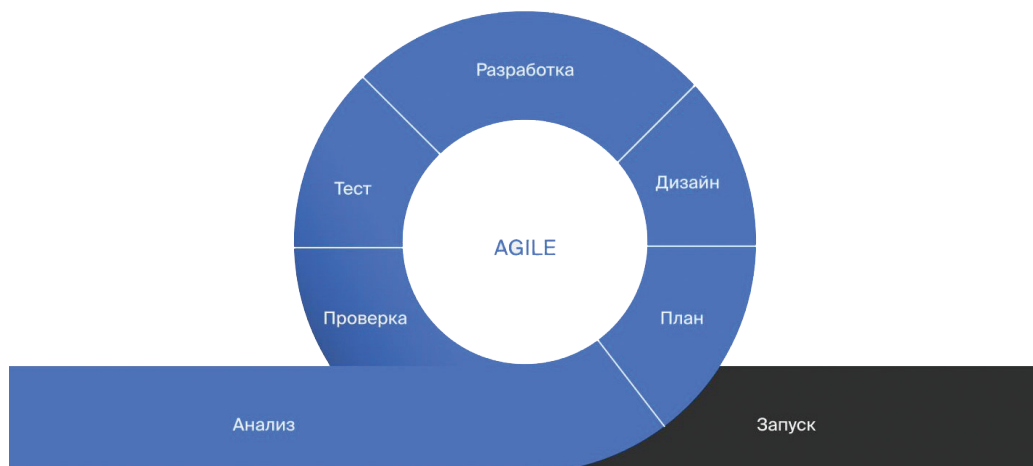 Разработка
Тест
Дизайн
AGILE
Проверка
План
Анализ
Запуск